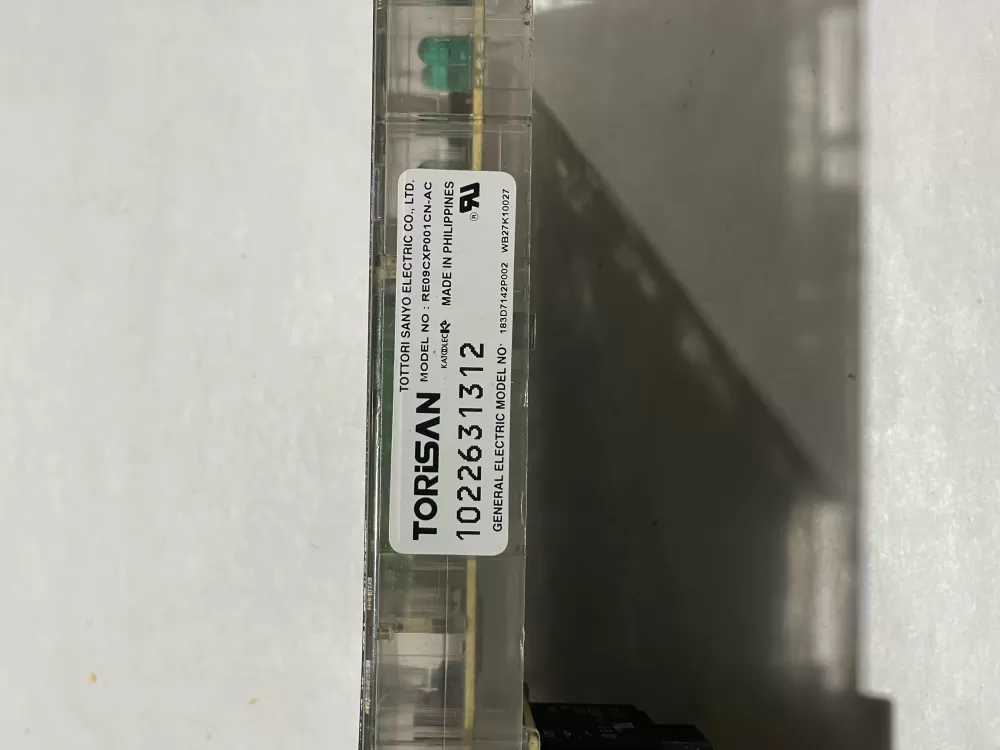 TOTTORI SANYO ELECTRIC CO., LTD.
TORiSAN MODEL NO : RE09CXP001CN-AC
KATOOLEC K MADE IN PHILIPPINES
1022631312
GENERAL ELECTRIC MODEL NO· 183D7142P002 WB27K10027